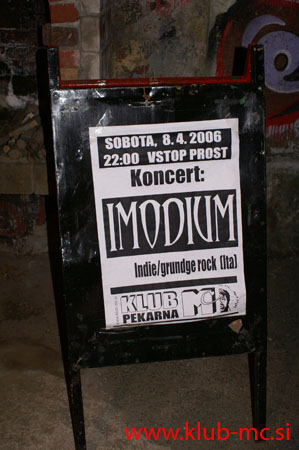 SOBOTA, 8. 4. 2006
22:00 VSTOP PROST
Koncert:
IMODIUM
Indie/grundge rock (Ita)
KLUB MC
PEKARNA
www.klub-mc.si